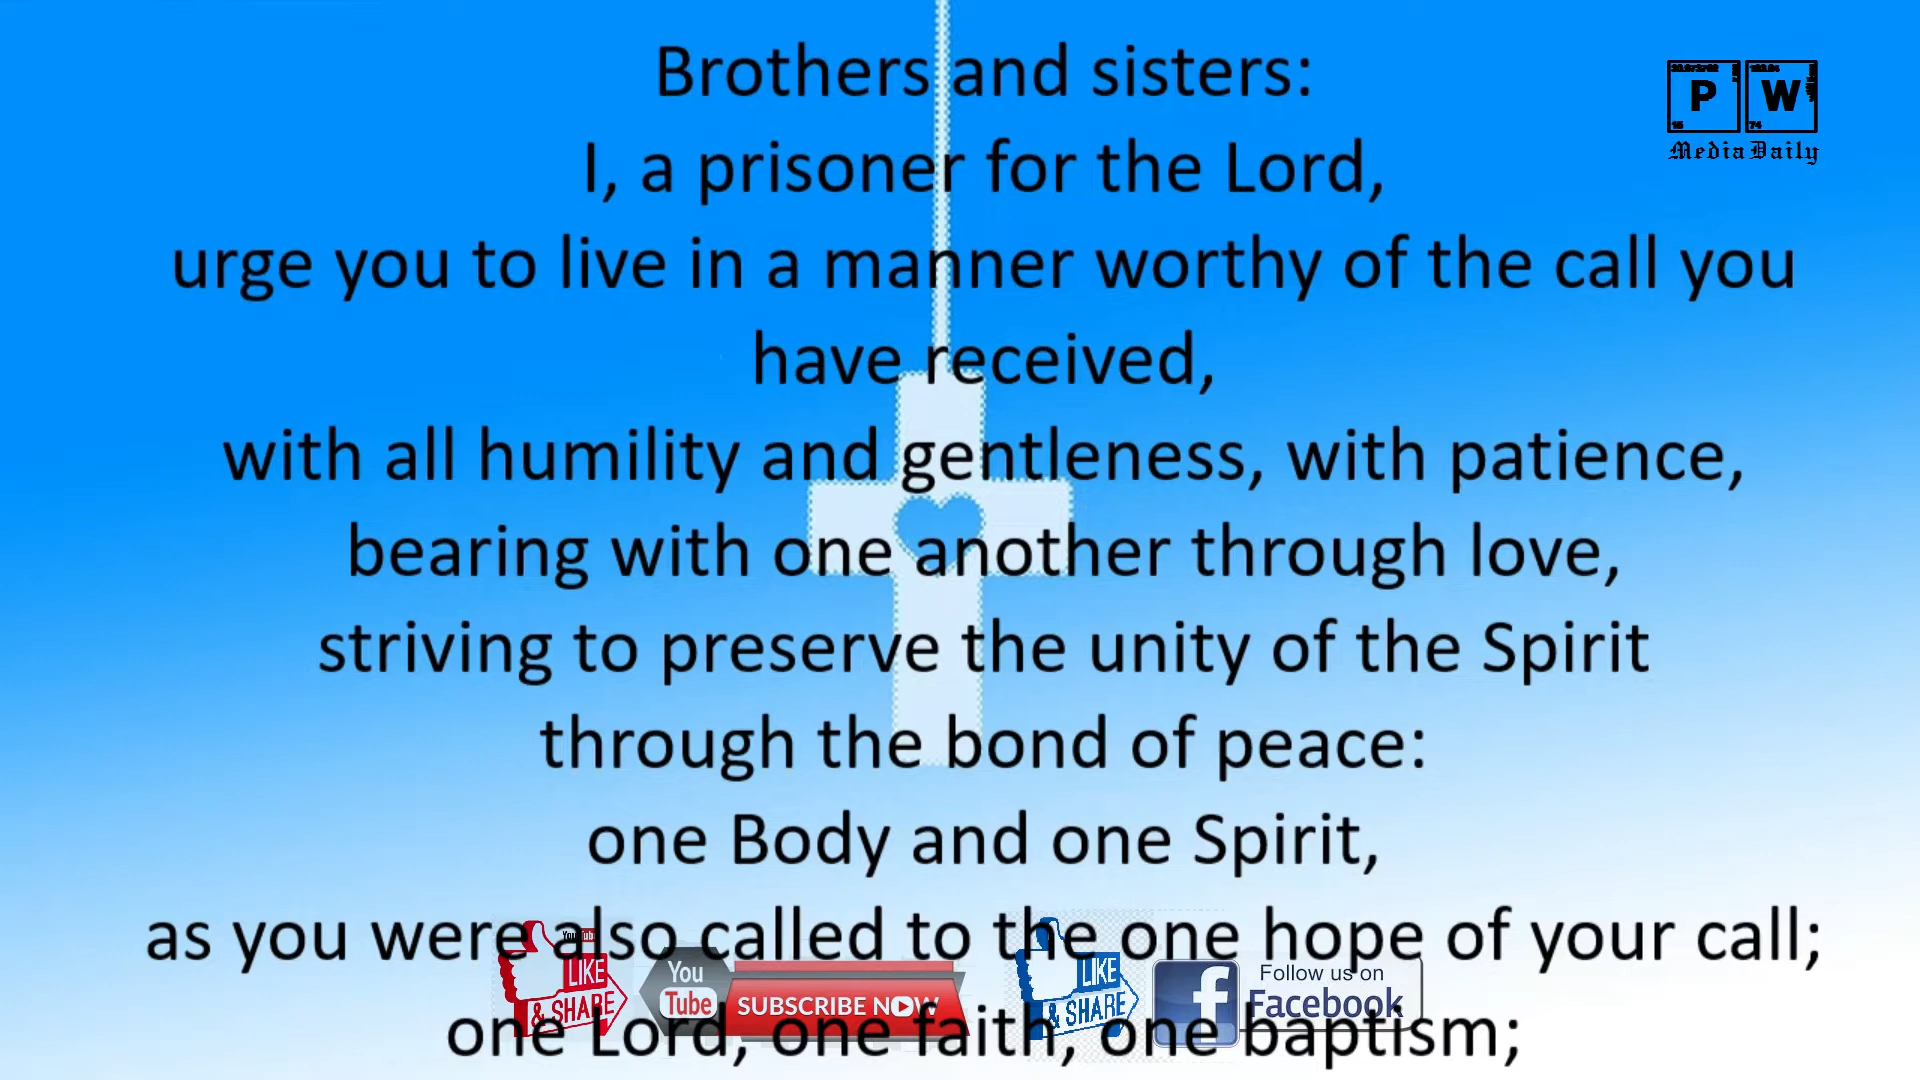 Brothers and sisters:
I, a prisoner for the Lord,
urge you to live in a manner worthy of the call you
have received,
with all humility and gentleness, with patience,
bearing with one another through love,
striving to preserve the unity of the Spirit
through the bond of peace:
one Body and one Spirit,
as you were also called to the one hope of your call;
one Lord, one faith, one baptism;
P W
15 74
Media Daily
YouTube
LIKE
& SHARE
You
Tube
SUBSCRIBE NOW
LIKE
& SHARE
f
Follow us on
Facebook